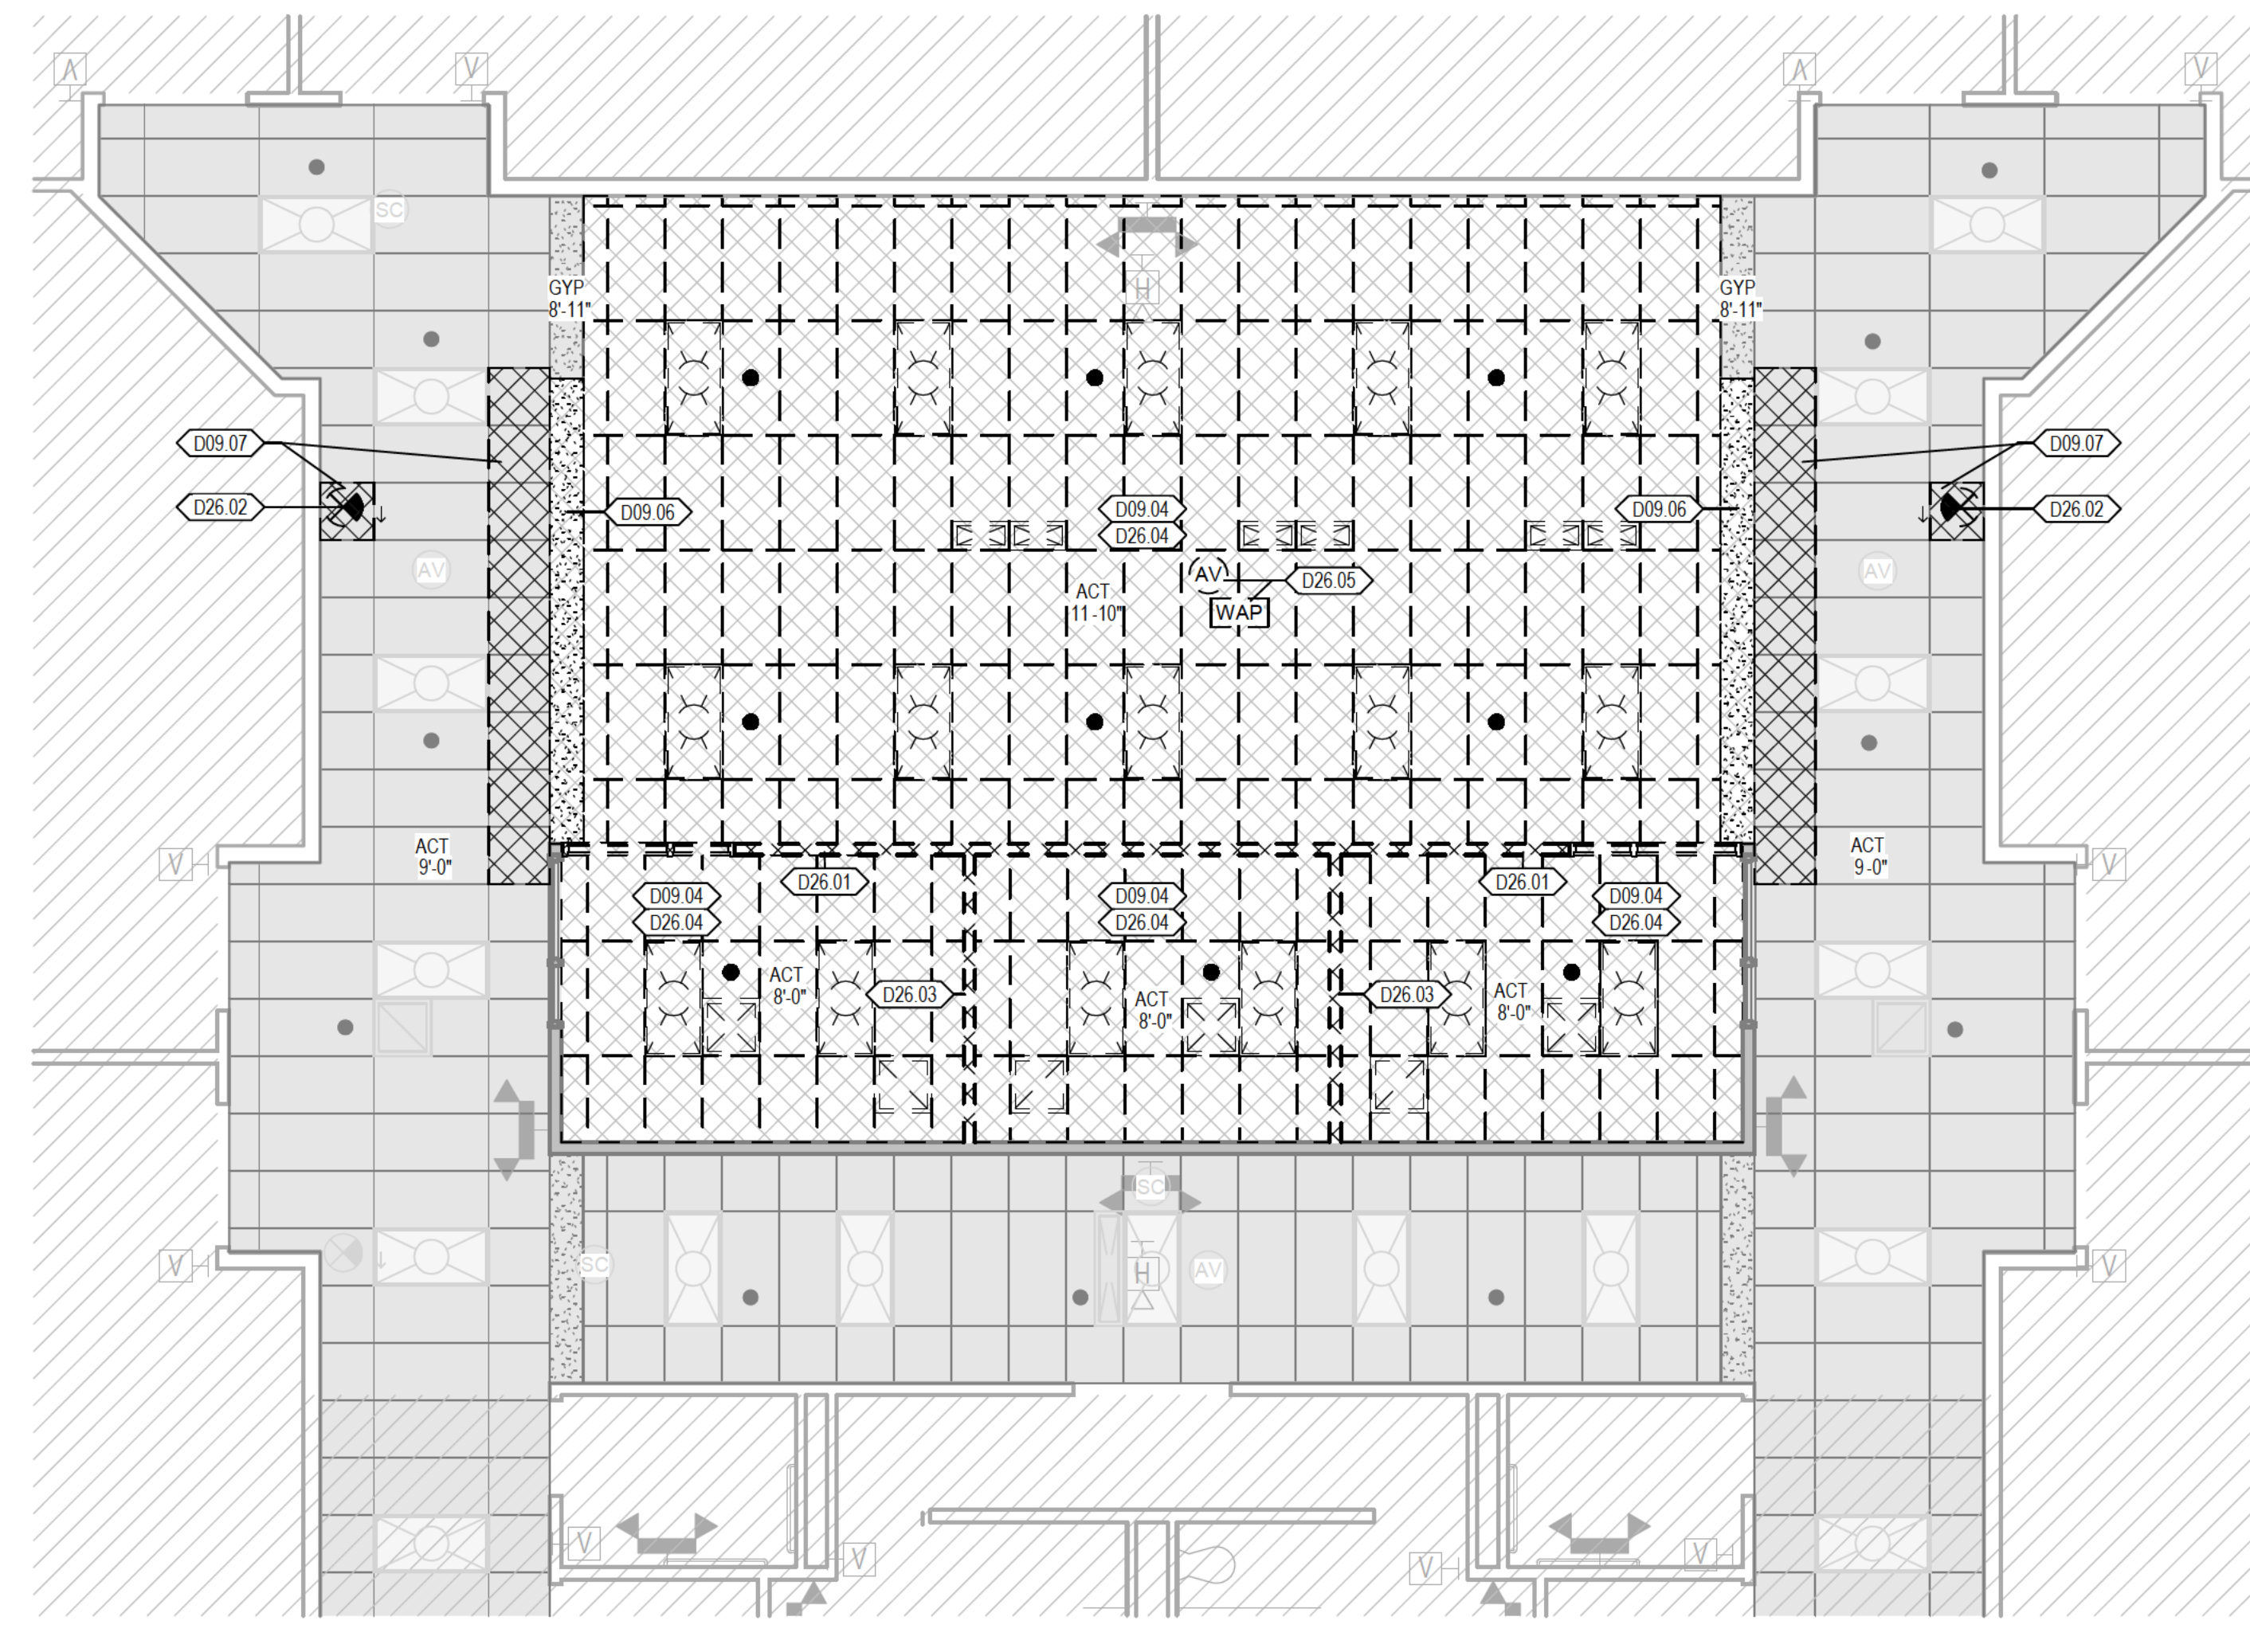 V
V
V
V
SC
GYP
8'-11"
GYP
8'-11"
H
D09.07
D09.07
D26.02
D09.06
D09.04
D26.04
D09.06
D26.02
AV
AV
D26.05
AV
ACT
11'-10"
WAP
ACT
9'-0"
ACT
9'-0"
V
V
D26.01
D26.01
D09.04
D26.04
D09.04
D26.04
D09.04
D26.04
ACT
8'-0"
D26.03
ACT
8'-0"
D26.03
ACT
8'-0"
SC
V
SC
H
AV
V
V
V
V
V